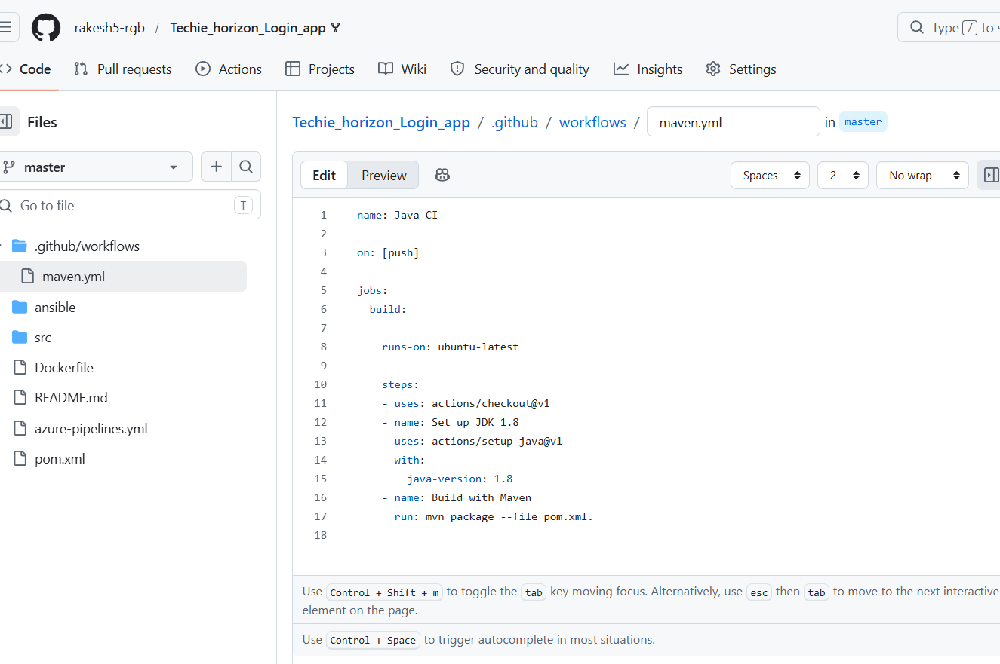 rakesh5-rgb / Techie_horizon_Login_app
Type / to
Code Pull requests Actions Projects Wiki Security and quality Insights Settings
Files
master
Go to file T
.github/workflows
maven.yml
ansible
src
Dockerfile
README.md
azure-pipelines.yml
pom.xml
Techie_horizon_Login_app / .github / workflows / maven.yml in master
Edit Preview Spaces 2 No wrap
1 name: Java CI
2
3 on: [push]
4
5 jobs:
6   build:
7
8     runs-on: ubuntu-latest
9
10     steps:
11     - uses: actions/checkout@v1
12     - name: Set up JDK 1.8
13       uses: actions/setup-java@v1
14       with:
15         java-version: 1.8
16     - name: Build with Maven
17       run: mvn package --file pom.xml.
18
Use Control + Shift + m to toggle the tab key moving focus. Alternatively, use esc then tab to move to the next interactive
element on the page.
Use Control + Space to trigger autocomplete in most situations.